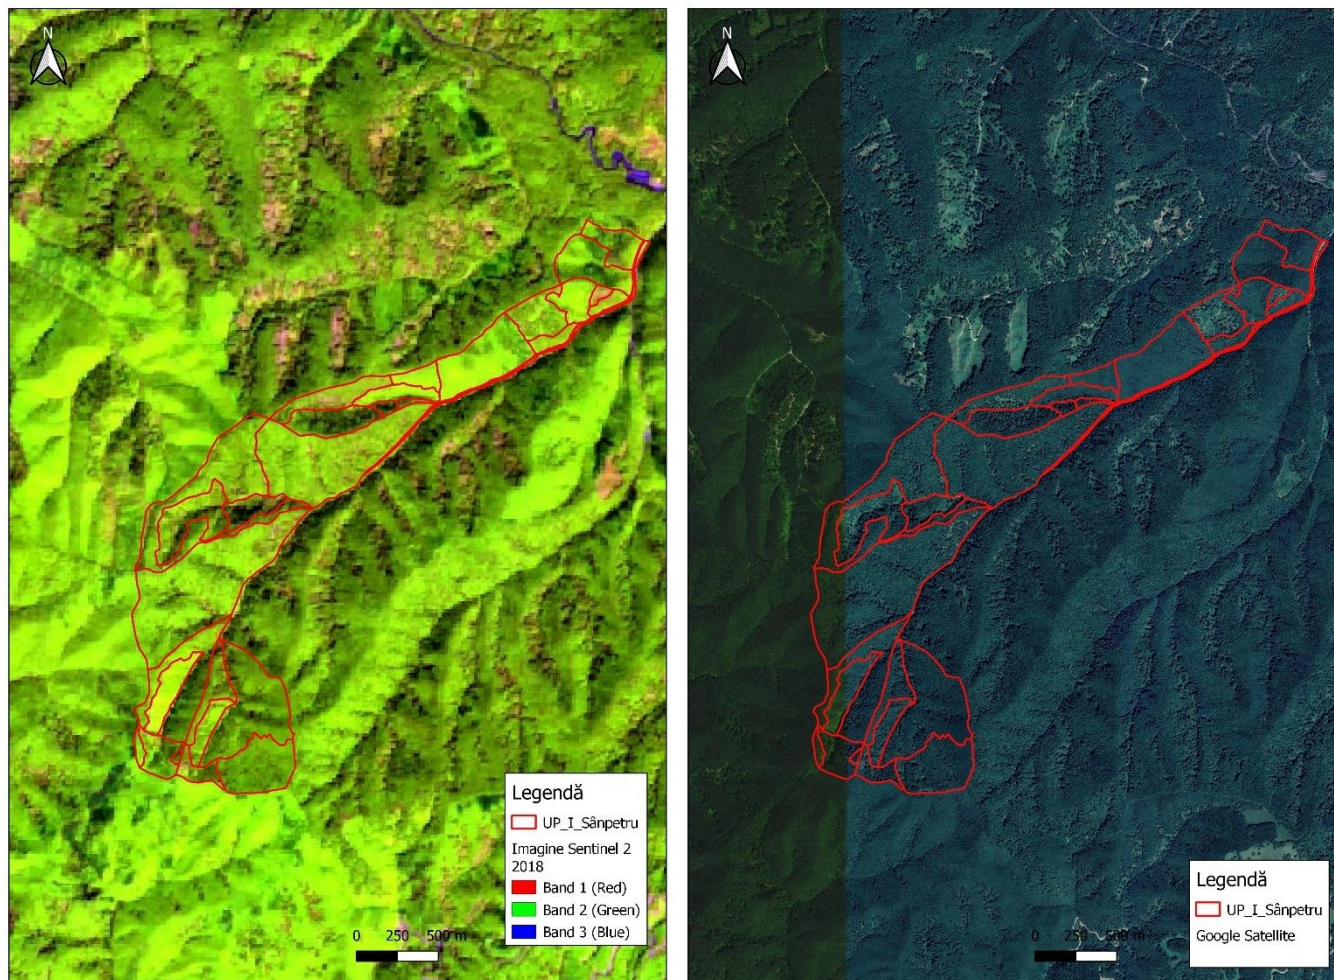 N
Legendă
UP_I_Sânpetru
Imagine Sentinel 2
2018
Band 1 (Red)
Band 2 (Green)
Band 3 (Blue)
0 250 500 m
N
Legendă
UP_I_Sânpetru
Google Satellite
0 250 500 m